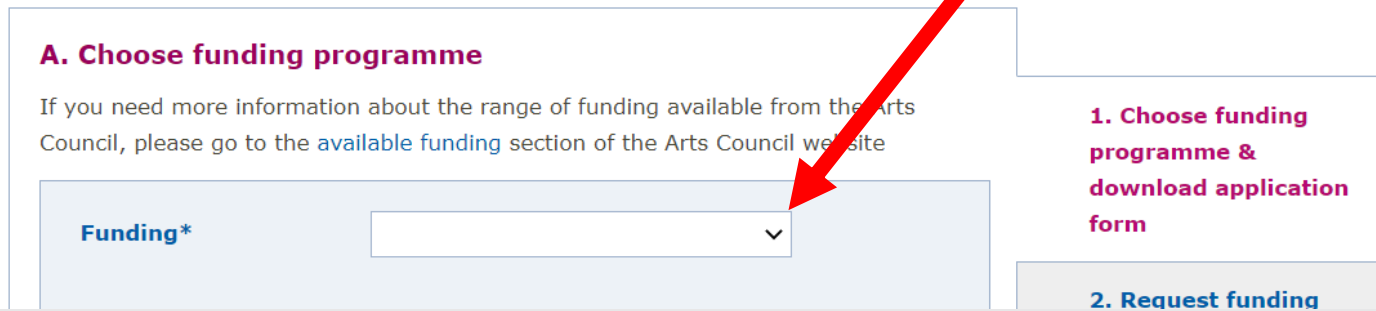 A. Choose funding programme
If you need more information about the range of funding available from the Arts
Council, please go to the available funding section of the Arts Council website
Funding*
1. Choose funding
programme &
download application
form
2. Request funding